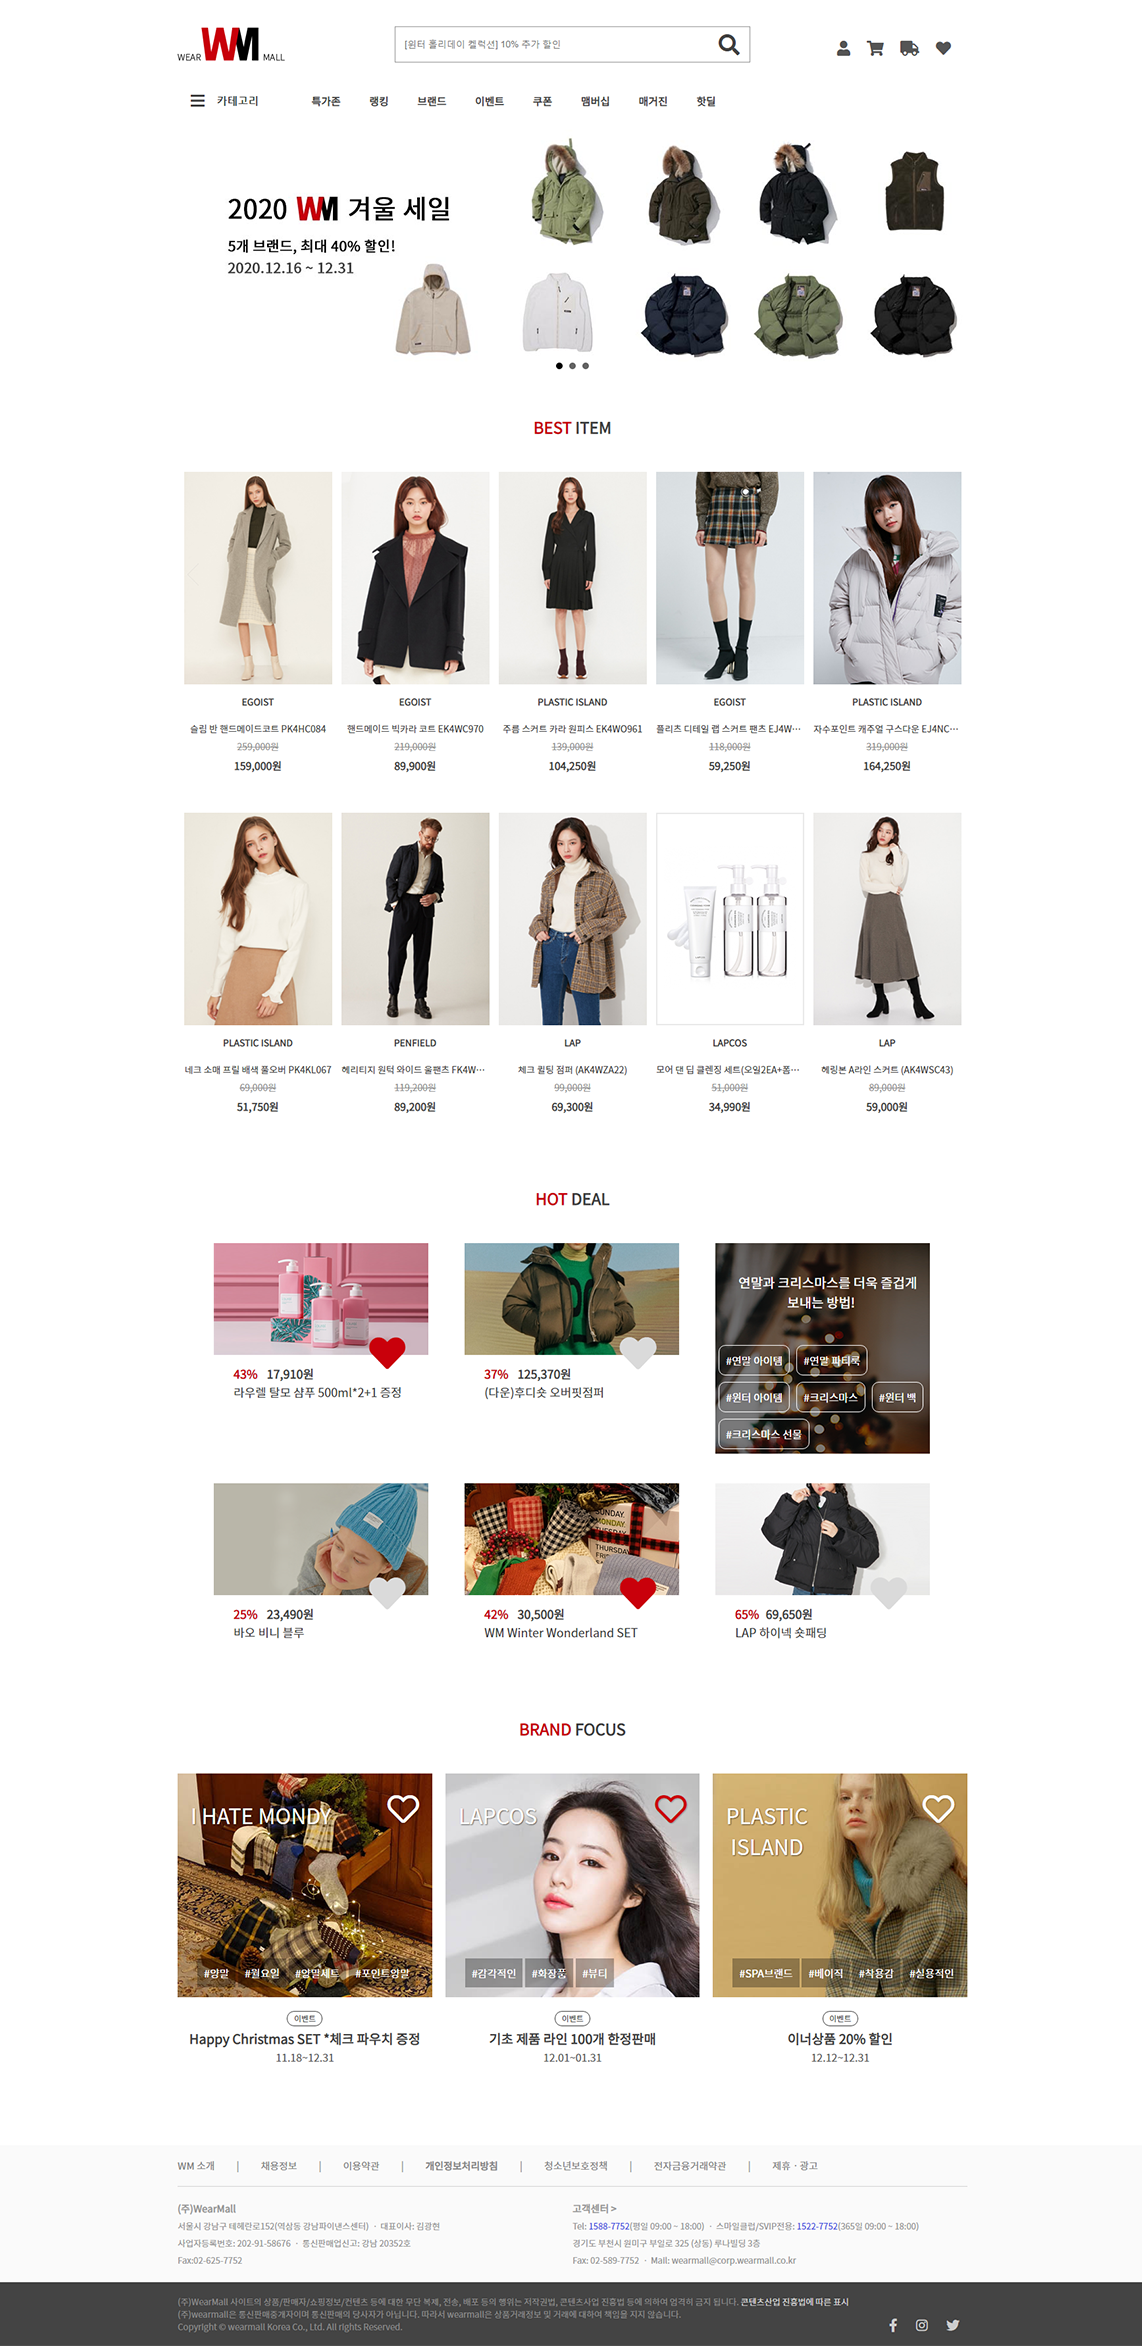 WEAR WM MALL
[윈터 홀리데이 컬럭션] 10% 추가 할인
카테고리
특가존 랭킹 브랜드 이벤트 쿠폰 맴버십 매거진 핫딜
2020 WM 겨울 세일
5개 브랜드, 최대 40% 할인!
2020.12.16 ~ 12.31
BEST ITEM
EGOIST
슬림 반 핸드메이드코트 PK4HC084
259,000원
159,000원
EGOIST
핸드메이드 빅카라 코트 EK4WC970
219,000원
89,900원
PLASTIC ISLAND
주름 스커트 카라 원피스 EK4WO961
139,000원
104,250원
EGOIST
플리츠 디테일 랩 스커트 팬츠 EJ4W…
118,000원
59,250원
PLASTIC ISLAND
자수포인트 캐주얼 구스다운 EJ4NC…
319,000원
164,250원
PLASTIC ISLAND
네크 소매 프릴 배색 풀오버 PK4KL067
69,000원
51,750원
PENFIELD
헤리티지 원턱 와이드 울팬츠 FK4W…
119,200원
89,200원
LAP
체크 퀼팅 점퍼 (AK4WZA22)
99,000원
69,300원
LAPCOS
모어 댄 딥 클렌징 세트(오일2EA+폼…
51,000원
34,990원
LAP
헤링본 A라인 스커트 (AK4WSC43)
89,000원
59,000원
HOT DEAL
43% 17,910원
라우렐 탈모 샴푸 500ml*2+1 증정
37% 125,370원
(다운)후디숏 오버핏점퍼
연말과 크리스마스를 더욱 즐겁게
보내는 방법!
#연말 아이템 #연말 파티룩
#윈터 아이템 #크리스마스 #윈터 백
#크리스마스 선물
25% 23,490원
바오 비니 블루
SUNDAY.
MONDAY.
TUESDAY
THURSDAY
42% 30,500원
WM Winter Wonderland SET
65% 69,650원
LAP 하이넥 숏패딩
BRAND FOCUS
I HATE MONDY
#양말 #월요일 #양말세트 #포인트양말
이벤트
Happy Christmas SET *체크 파우치 증정
11.18~12.31
LAPCOS
#감각적인 #화장품 #뷰티
이벤트
기초 제품 라인 100개 한정판매
12.01~01.31
PLASTIC
ISLAND
#SPA브랜드 #베이직 #착용감 #실용적인
이벤트
이너상품 20% 할인
12.12~12.31
WM 소개 | 채용정보 | 이용약관 | 개인정보처리방침 | 청소년보호정책 | 전자금융거래약관 | 제휴 · 광고
(주)WearMall
서울시 강남구 테헤란로152(역삼동 강남파이낸스센터) · 대표이사: 김광현
사업자등록번호: 202-91-58676 · 통신판매업신고: 강남 20352호
Fax:02-625-7752
고객센터 >
Tel: 1588-7752(평일 09:00 ~ 18:00) · 스마일클럽/SVIP전용: 1522-7752(365일 09:00 ~ 18:00)
경기도 부천시 원미구 부일로 325 (상동) 루나빌딩 3층
Fax: 02-589-7752 · Mail: wearmall@corp.wearmall.co.kr
(주)WearMall 사이트의 상품/판매자/쇼핑정보/컨텐츠 등에 대한 무단 복제, 전송, 배포 등의 행위는 저작권법, 콘텐츠사업 진흥법 등에 의하여 엄격히 금지 됩니다. 콘텐츠산업 진흥법에 따른 표시
(주)wearmall은 통신판매중개자이며 통신판매의 당사자가 아닙니다. 따라서 wearmall은 상품거래정보 및 거래에 대하여 책임을 지지 않습니다.
Copyright © wearmall Korea Co., Ltd. All rights Reserved.